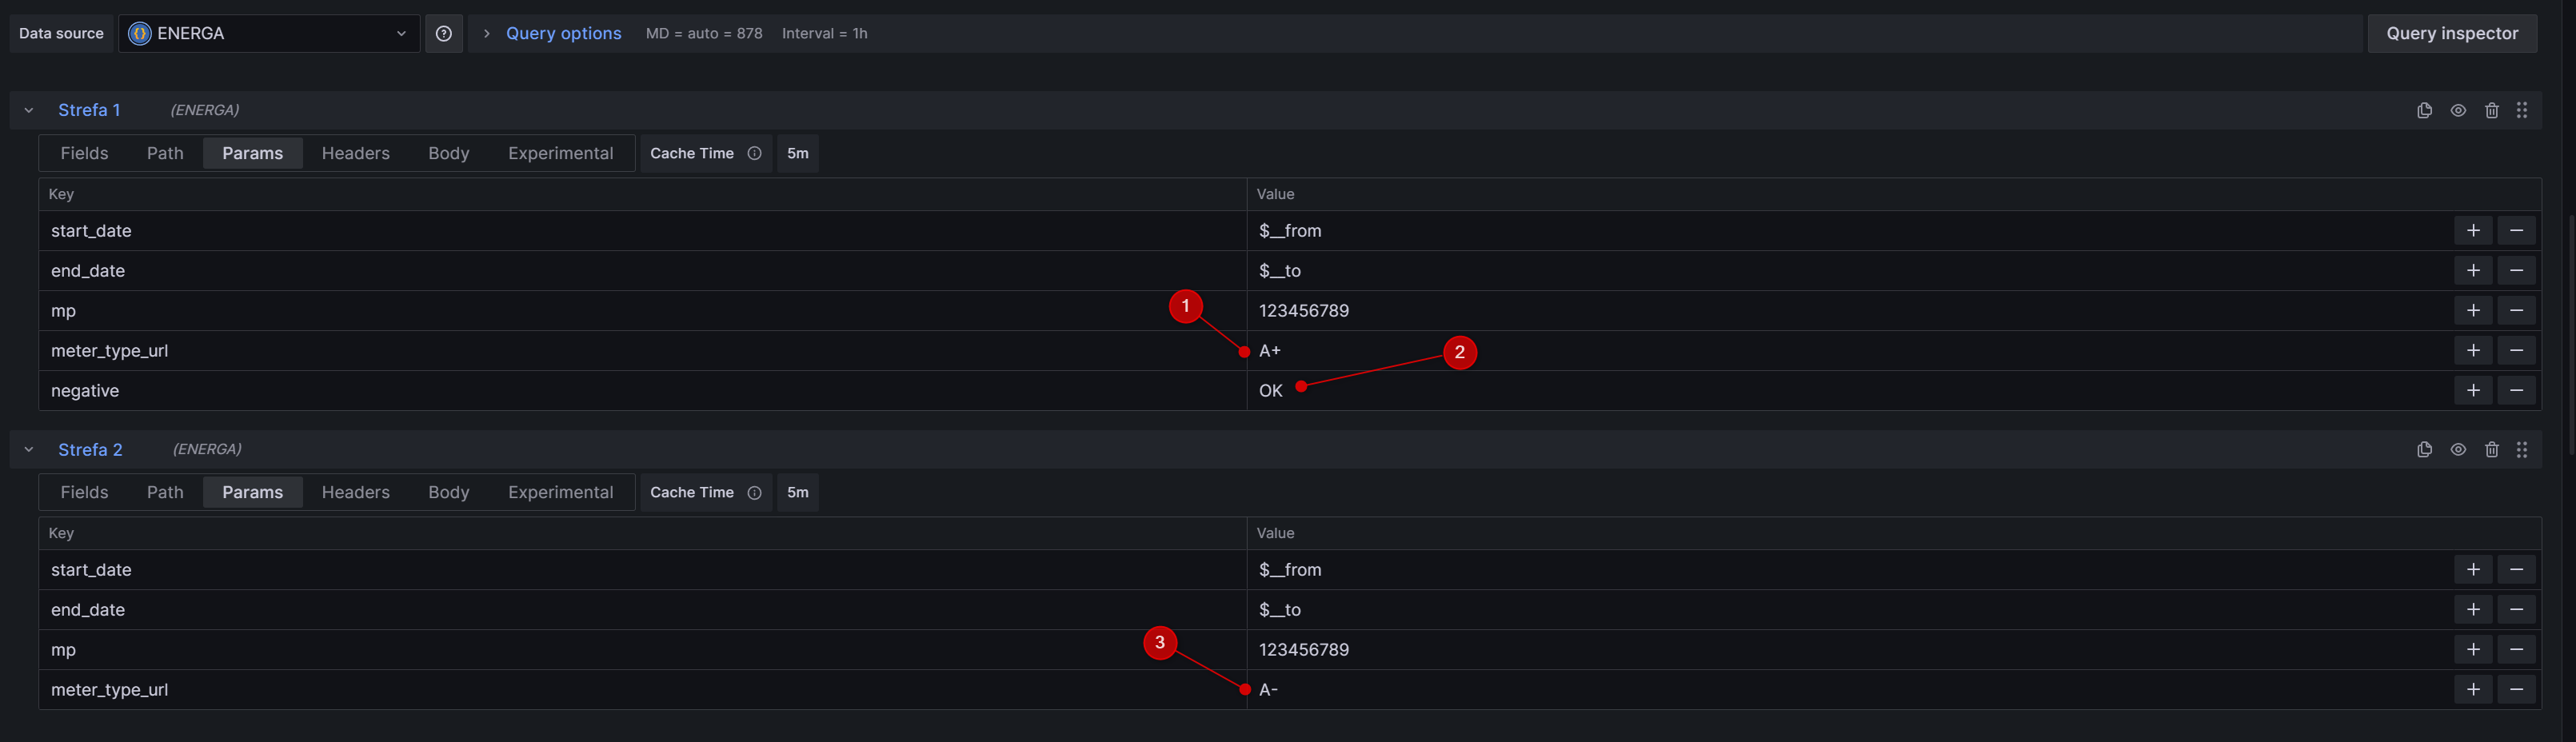 Data source ENERGA Query options MD = auto = 878 Interval = 1h Query inspector
Strefa 1 (ENERGA)
Fields Path Params Headers Body Experimental Cache Time 5m
Key Value
start_date $__from
end_date $__to
mp 123456789
1
meter_type_url A+
2
negative OK
Strefa 2 (ENERGA)
Fields Path Params Headers Body Experimental Cache Time 5m
Key Value
start_date $__from
end_date $__to
mp 123456789
3
meter_type_url A-